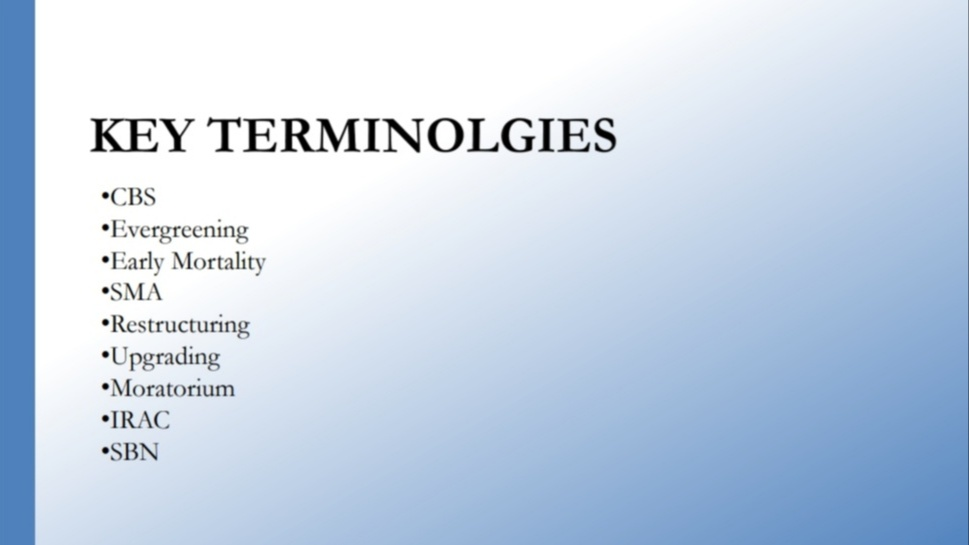 KEY TERMINOLGIES
•CBS
•Evergreening
•Early Mortality
•SMA
•Restructuring
•Upgrading
•Moratorium
•IRAC
•SBN